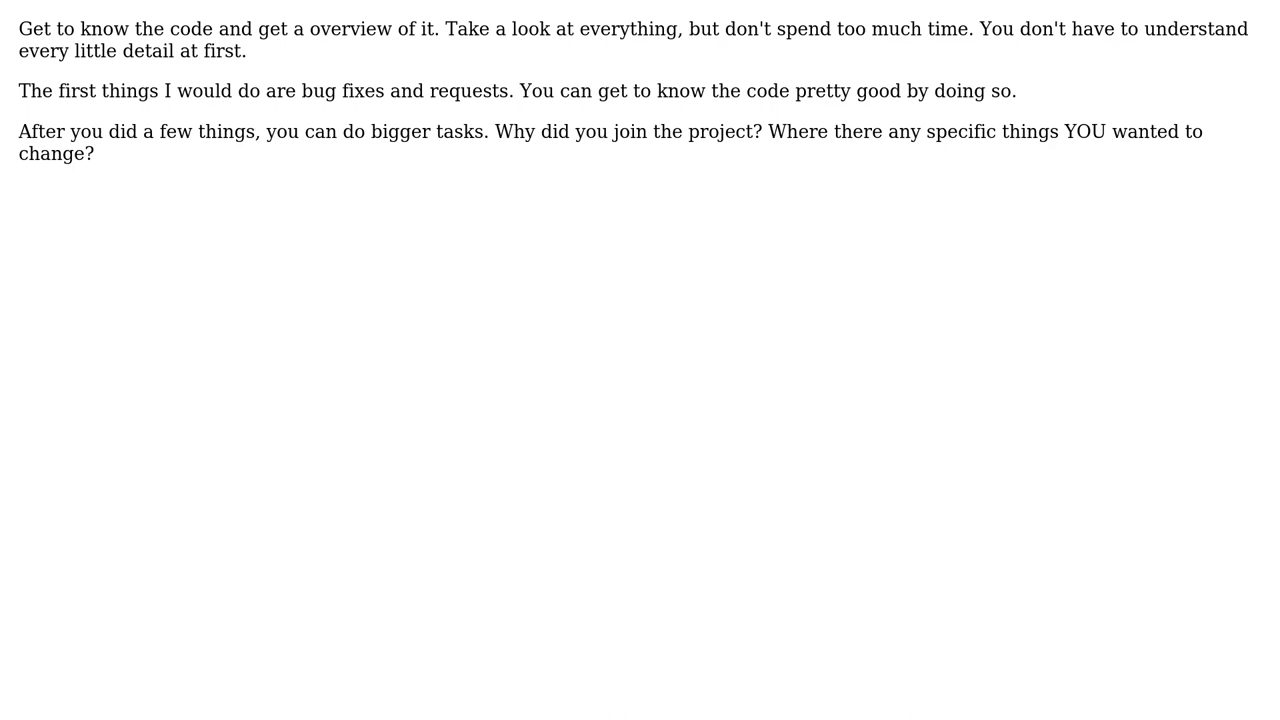 Get to know the code and get a overview of it. Take a look at everything, but don't spend too much time. You don't have to understand
every little detail at first.
The first things I would do are bug fixes and requests. You can get to know the code pretty good by doing so.
After you did a few things, you can do bigger tasks. Why did you join the project? Where there any specific things YOU wanted to
change?